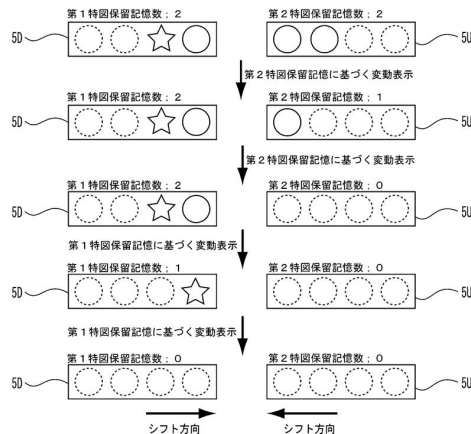 第１特図保留記憶数；２
第２特図保留記憶数；２
5D
5U
第２特図保留記憶に基づく変動表示
第１特図保留記憶数；２
第２特図保留記憶数；１
5D
5U
第２特図保留記憶に基づく変動表示
第１特図保留記憶数；２
第２特図保留記憶数；０
5D
5U
第１特図保留記憶に基づく変動表示
第１特図保留記憶数；１
第２特図保留記憶数；０
5D
5U
第１特図保留記憶に基づく変動表示
第１特図保留記憶数；０
第２特図保留記憶数；０
5D
5U
シフト方向
シフト方向